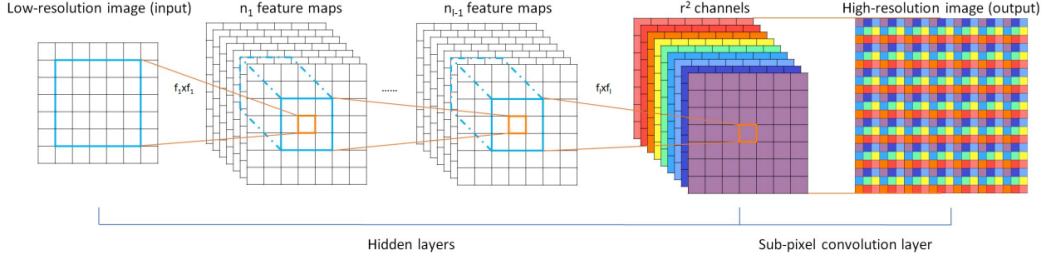 Low-resolution image (input)
n1 feature maps
nl-1 feature maps
r² channels
High-resolution image (output)
f1xf1
......
flxfl
Hidden layers
Sub-pixel convolution layer